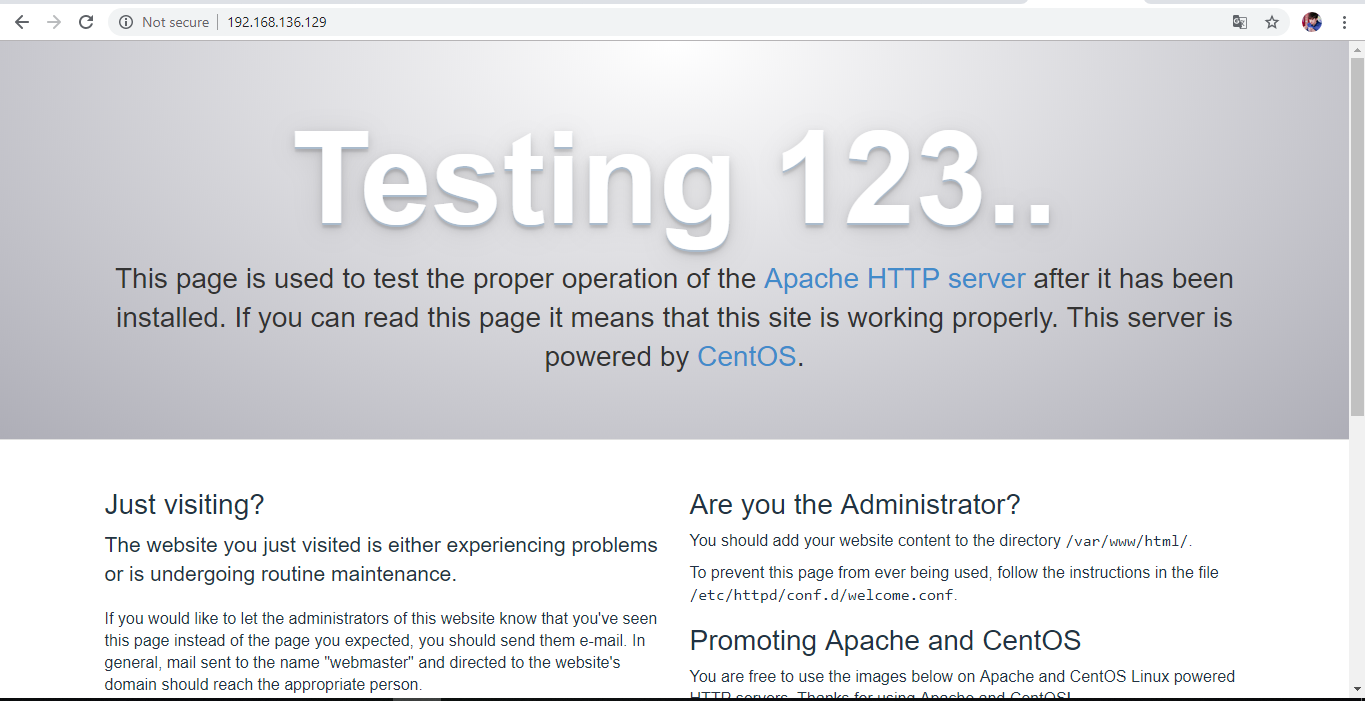 Not secure 192.168.136.129
Testing 123..
This page is used to test the proper operation of the Apache HTTP server after it has been
installed. If you can read this page it means that this site is working properly. This server is
powered by CentOS.
Just visiting?
The website you just visited is either experiencing problems
or is undergoing routine maintenance.
If you would like to let the administrators of this website know that you've seen
this page instead of the page you expected, you should send them e-mail. In
general, mail sent to the name "webmaster" and directed to the website's
domain should reach the appropriate person.
Are you the Administrator?
You should add your website content to the directory /var/www/html/.
To prevent this page from ever being used, follow the instructions in the file
/etc/httpd/conf.d/welcome.conf.
Promoting Apache and CentOS
You are free to use the images below on Apache and CentOS Linux powered
HTTP servers. Thanks for using Apache and CentOS!